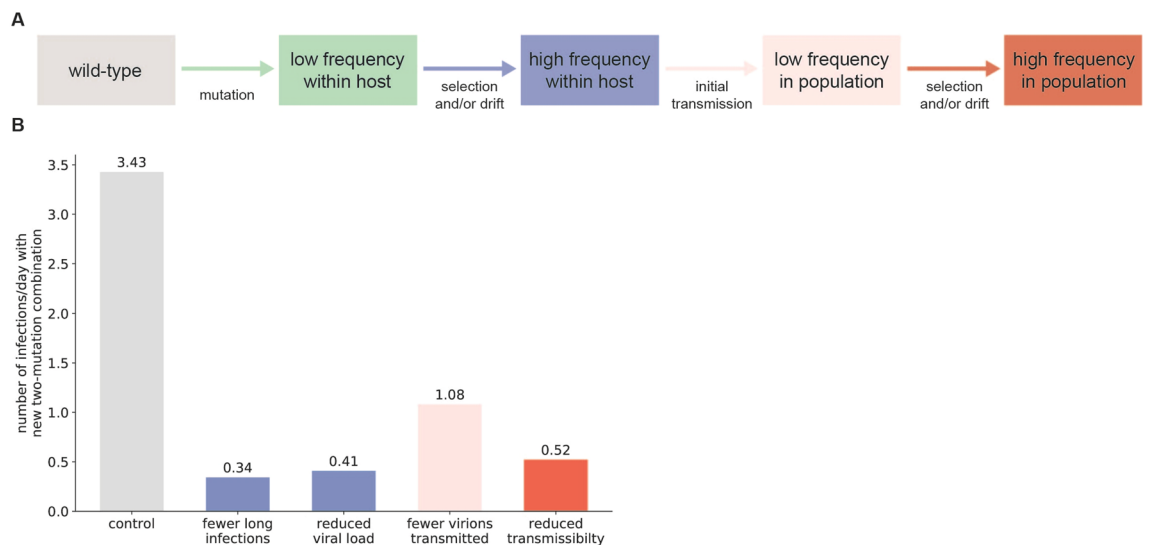 A
wild-type
mutation
low frequency
within host
selection
and/or drift
high frequency
within host
initial
transmission
low frequency
in population
selection
and/or drift
high frequency
in population
B
number of infections/day with
new two-mutation combination
3.5
3.0
2.5
2.0
1.5
1.0
0.5
0.0
3.43
0.34
0.41
1.08
0.52
control
fewer long
infections
reduced
viral load
fewer virions
transmitted
reduced
transmissibilty